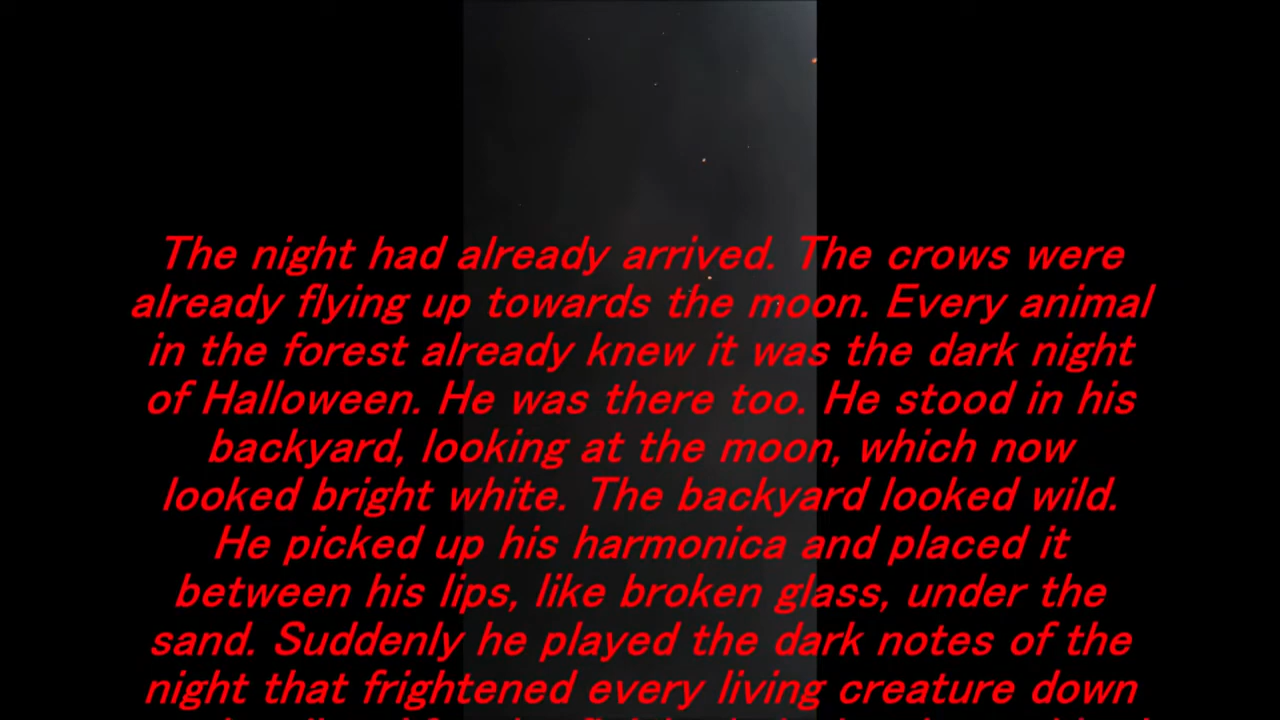 The night had already arrived. The crows were
already flying up towards the moon. Every animal
in the forest already knew it was the dark night
of Halloween. He was there too. He stood in his
backyard, looking at the moon, which now
looked bright white. The backyard looked wild.
He picked up his harmonica and placed it
between his lips, like broken glass, under the
sand. Suddenly he played the dark notes of the
night that frightened every living creature down